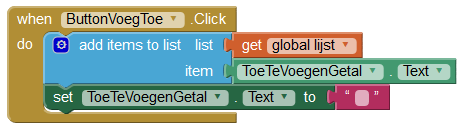 when ButtonVoegToe .Click
do add items to list list get global lijst
item ToeTeVoegenGetal . Text
set ToeTeVoegenGetal . Text to “ ”